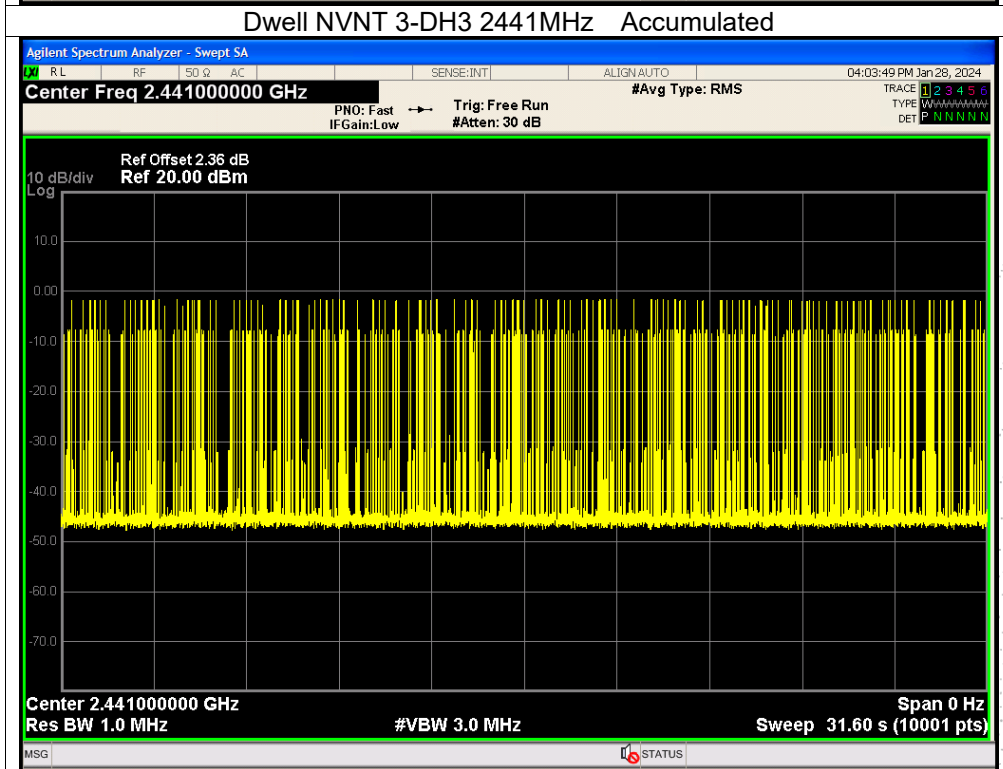 Dwell NVNT 3-DH3 2441MHz Accumulated
Agilent Spectrum Analyzer - Swept SA
LXI RL RF 50 Ω AC SENSE:INT ALIGN AUTO 04:03:49 PM Jan 28, 2024
Center Freq 2.441000000 GHz #Avg Type: RMS TRACE 1 2 3 4 5 6
PNO: Fast Trig: Free Run TYPE WWWWWW
IFGain:Low #Atten: 30 dB DET P N N N N N
Ref Offset 2.36 dB
10 dB/div Ref 20.00 dBm
Log
10.0
0.00
-10.0
-20.0
-30.0
-40.0
-50.0
-60.0
-70.0
Center 2.441000000 GHz Span 0 Hz
Res BW 1.0 MHz #VBW 3.0 MHz Sweep 31.60 s (10001 pts)
MSG STATUS